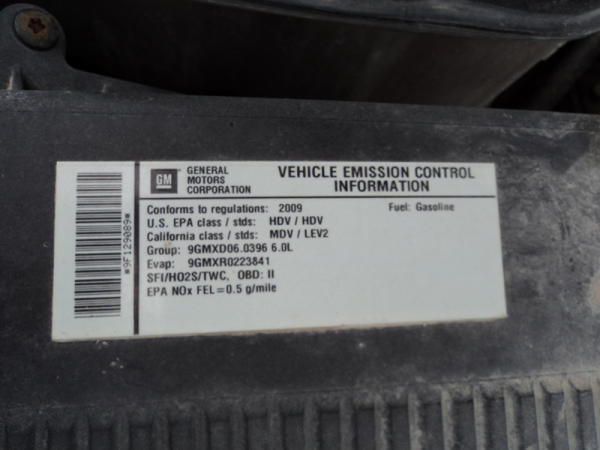 GM
GENERAL
MOTORS
CORPORATION
VEHICLE EMISSION CONTROL
INFORMATION
Conforms to regulations: 2009 Fuel: Gasoline
U.S. EPA class / stds: HDV / HDV
California class / stds: MDV / LEV2
Group: 9GMXD06.0396 6.0L
Evap: 9GMXR0223841
SFI/HO2S/TWC, OBD: II
EPA NOx FEL=0.5 g/mile
*9F129089*